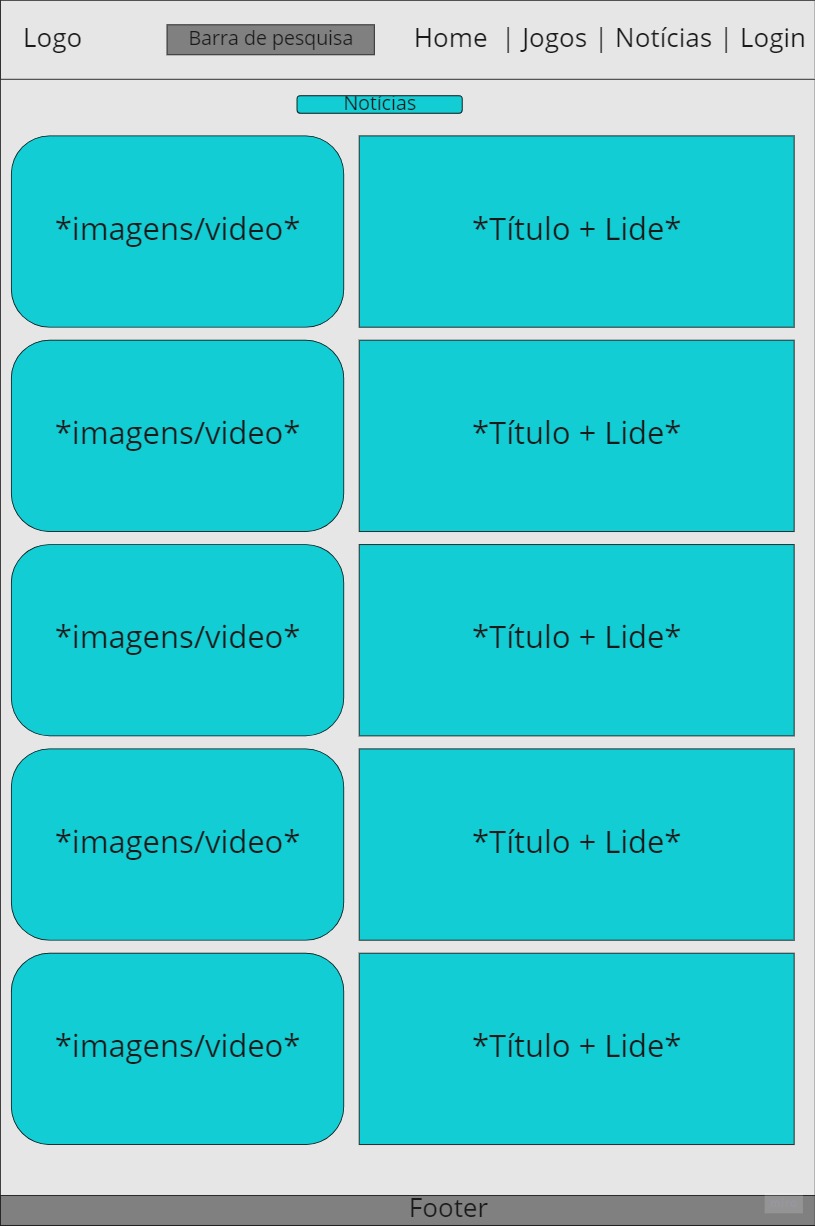 Logo
Barra de pesquisa
Home | Jogos | Notícias | Login
Notícias
*imagens/video*
*Título + Lide*
*imagens/video*
*Título + Lide*
*imagens/video*
*Título + Lide*
*imagens/video*
*Título + Lide*
*imagens/video*
*Título + Lide*
Footer